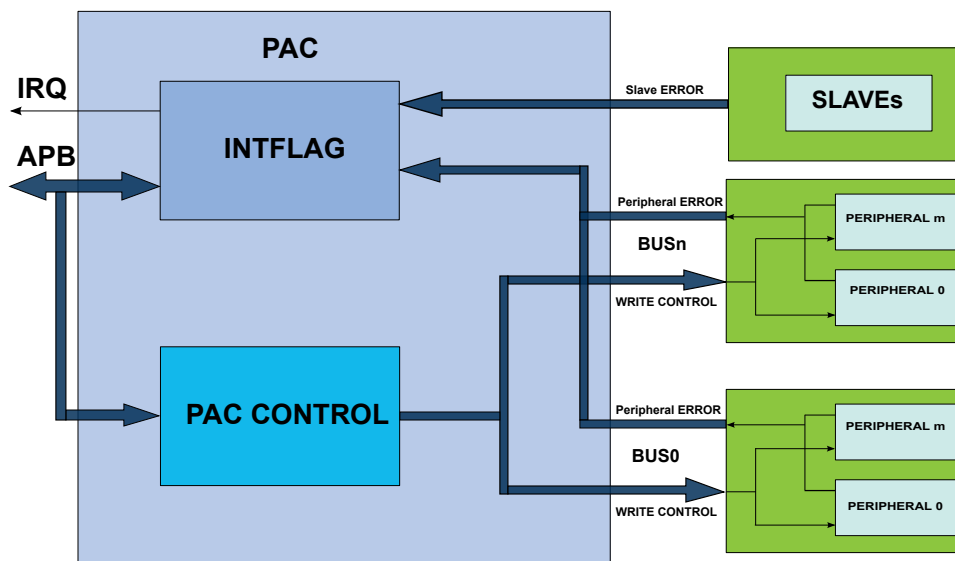 PAC
IRQ
APB
INTFLAG
PAC CONTROL
Slave ERROR
SLAVEs
Peripheral ERROR
BUSn
WRITE CONTROL
PERIPHERAL m
PERIPHERAL 0
Peripheral ERROR
BUS0
WRITE CONTROL
PERIPHERAL m
PERIPHERAL 0